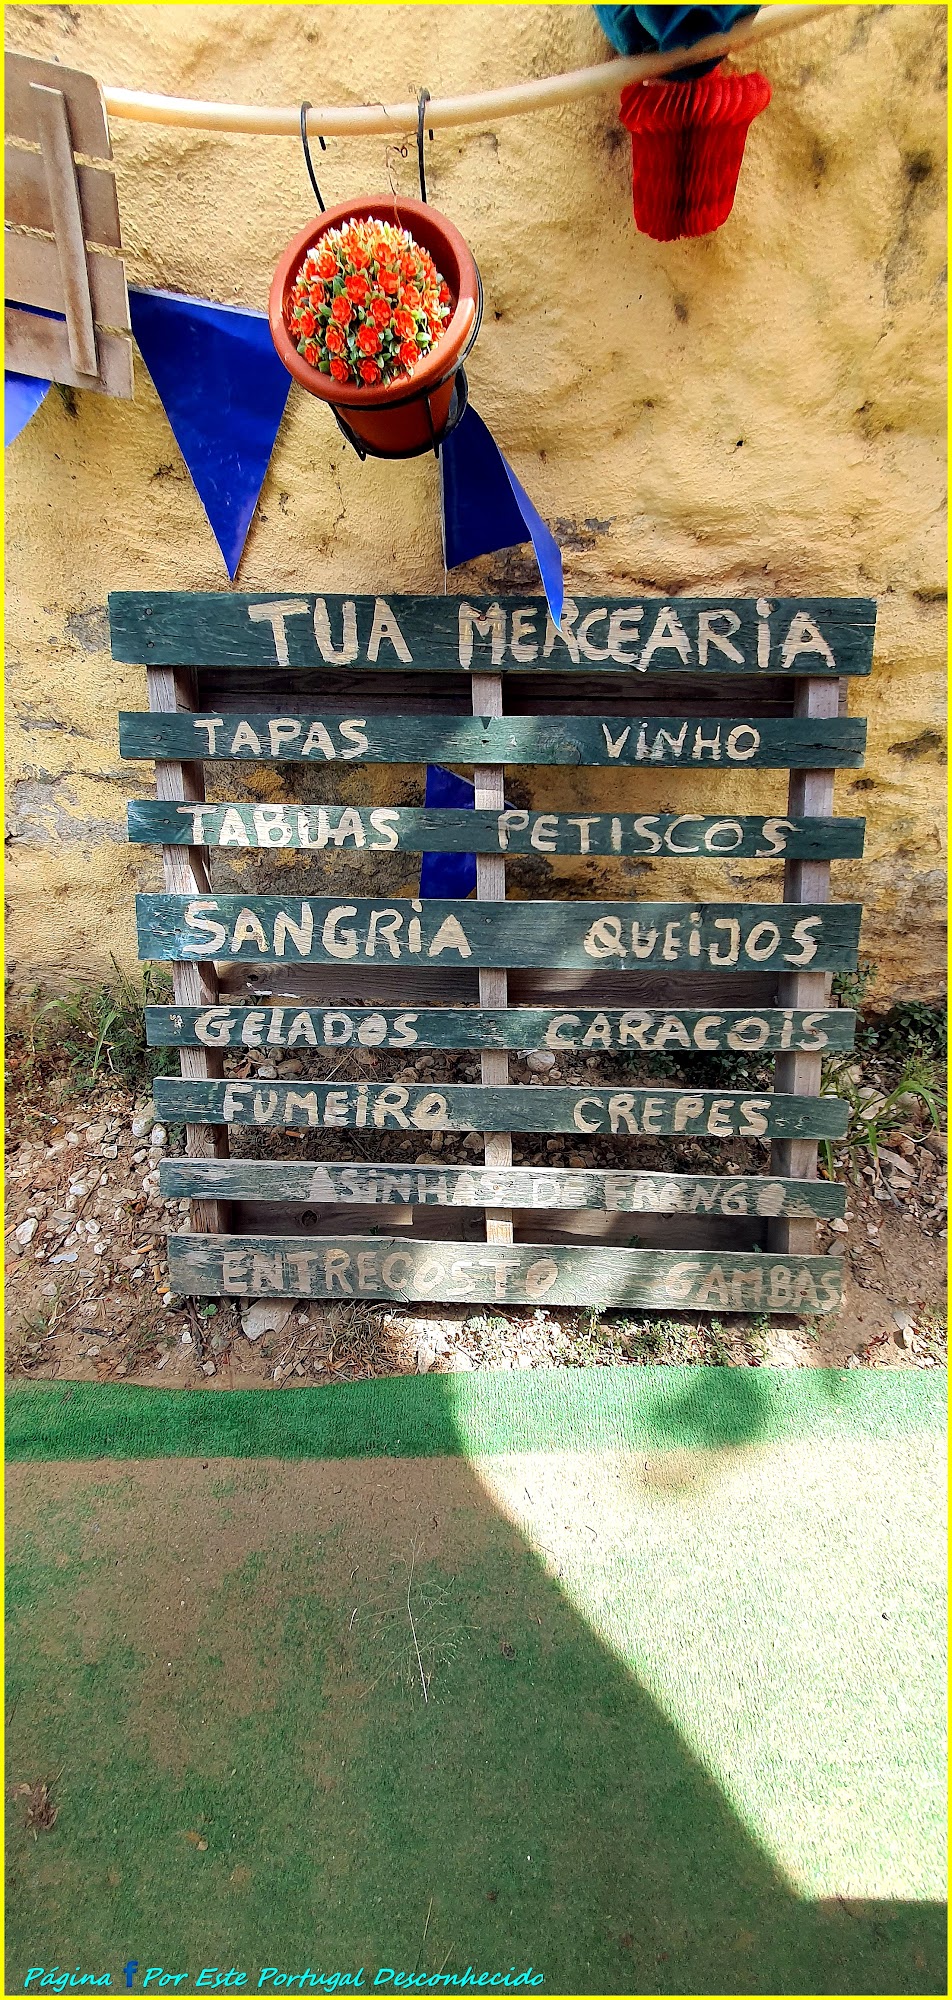 TUA MERCEARIA
TAPAS VINHO
TABUAS PETISCOS
SANGRIA QUEIJOS
GELADOS CARACOIS
FUMEIRO CREPES
ASINHAS DE FRANGO
ENTRECOSTO GAMBAS
Página f Por Este Portugal Desconhecido